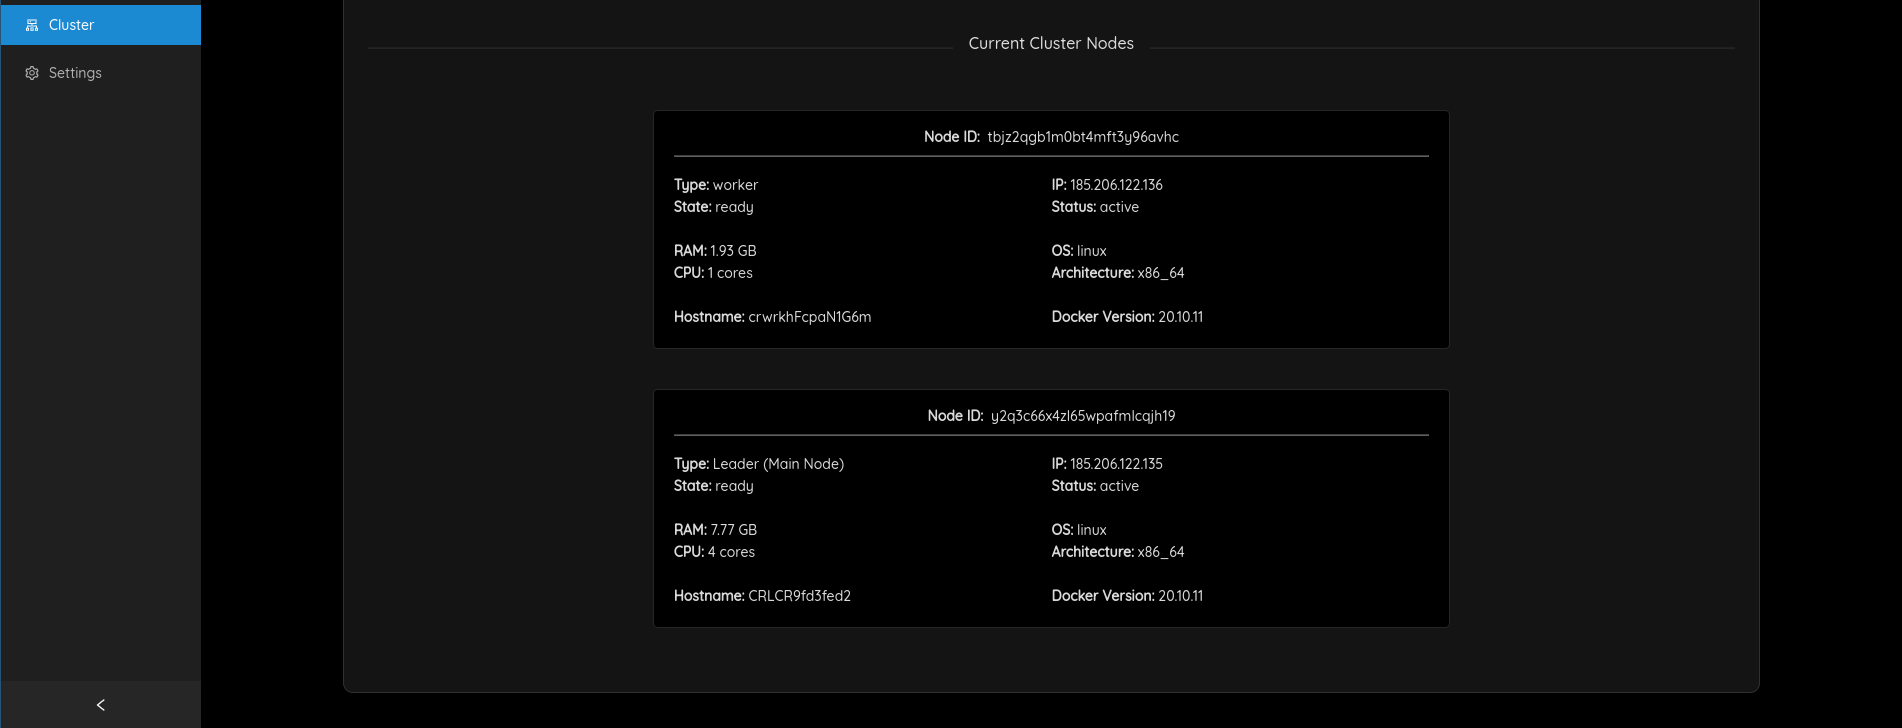 Cluster
Settings
Current Cluster Nodes
Node ID: tbjz2qgb1m0bt4mft3y96avhc
Type: worker
IP: 185.206.122.136
State: ready
Status: active
RAM: 1.93 GB
OS: linux
CPU: 1 cores
Architecture: x86_64
Hostname: crwrkhFcpaN1G6m
Docker Version: 20.10.11
Node ID: y2q3c66x4zl65wpafmlcqjh19
Type: Leader (Main Node)
IP: 185.206.122.135
State: ready
Status: active
RAM: 7.77 GB
OS: linux
CPU: 4 cores
Architecture: x86_64
Hostname: CRLCR9fd3fed2
Docker Version: 20.10.11